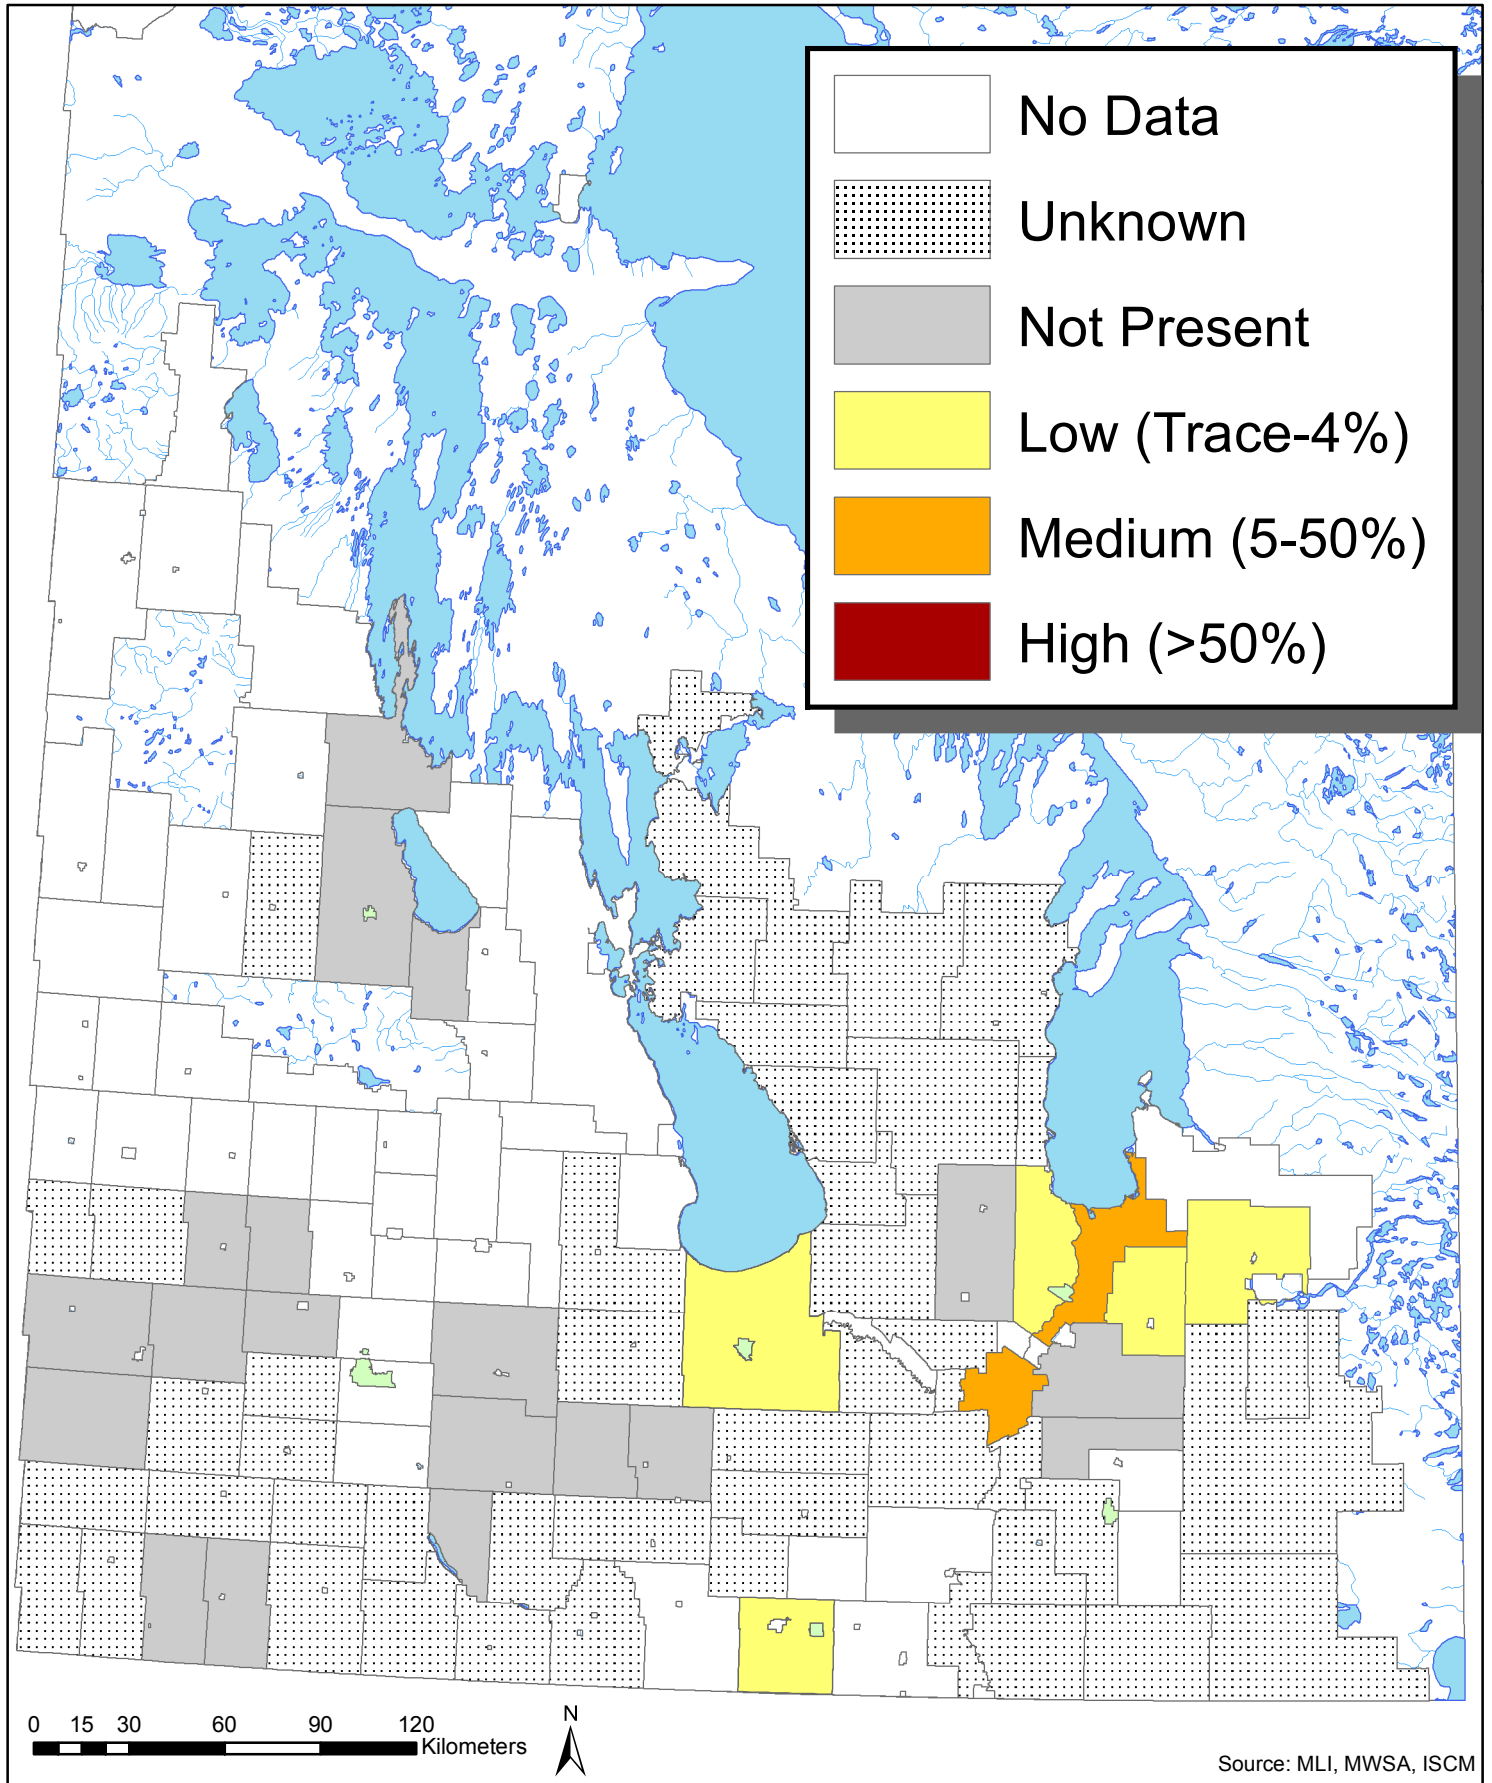 No Data
Unknown
Not Present
Low (Trace-4%)
Medium (5-50%)
High (>50%)
0 15 30 60 90 120
Kilometers
N
Source: MLI, MWSA, ISCM